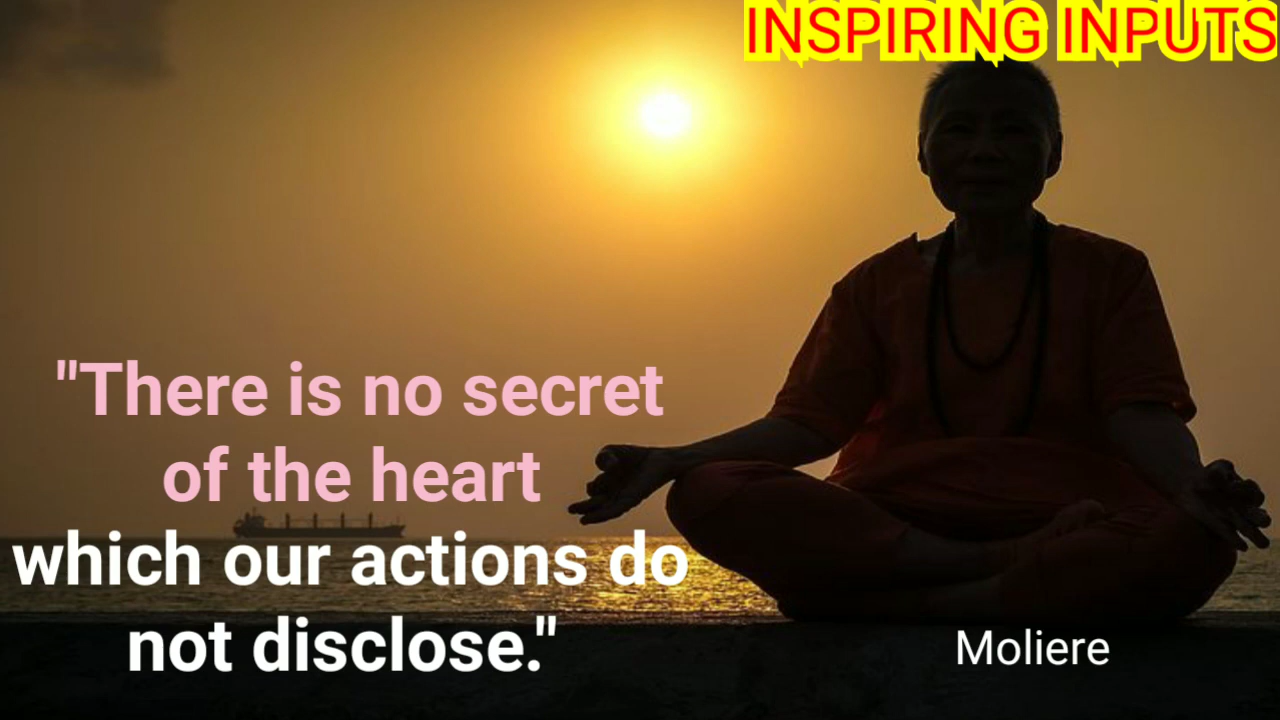 INSPIRING INPUTS
"There is no secret
of the heart
which our actions do
not disclose."
Moliere